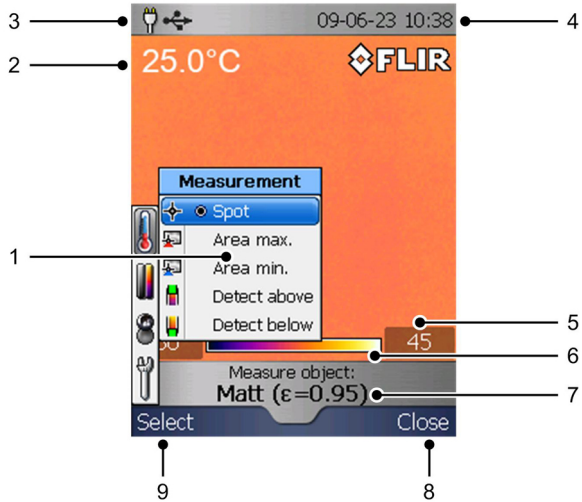 3
09-06-23 10:38
4
2
25.0°C
FLIR
Measurement
Spot
1
Area max.
Area min.
Detect above
Detect below
5
45
6
Measure object:
Matt (ε=0.95)
7
Select
Close
9
8